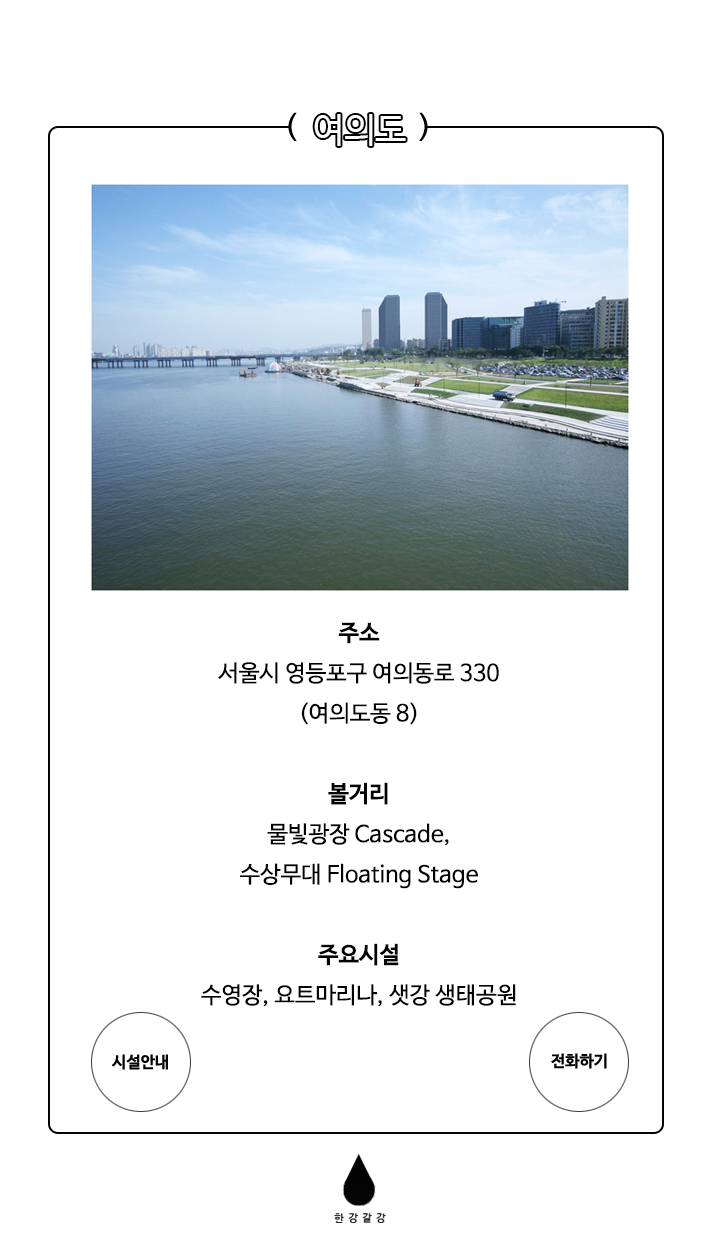 ( 여의도 )
주소
서울시 영등포구 여의동로 330
(여의도동 8)
볼거리
물빛광장 Cascade,
수상무대 Floating Stage
주요시설
수영장, 요트마리나, 샛강 생태공원
시설안내
전화하기
한강갈강